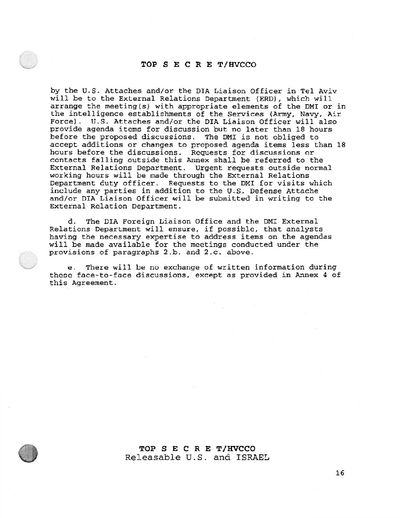 TOP S E C R E T/HVCCO
by the U.S. Attaches and/or the DIA Liaison Officer in Tel Aviv
will be to the External Relations Department (ERD), which will
arrange the meeting(s) with appropriate elements of the DMI or in
the intelligence establishments of the Services (Army, Navy, Air
Force). U.S. Attaches and/or the DIA Liaison Officer will also
provide agenda items for discussion but no later than 18 hours
before the proposed discussions. The DMI is not obliged to
accept additions or changes to proposed agenda items less than 18
hours before the discussions. Requests for discussions or
contacts falling outside this Annex shall be referred to the
External Relations Department. Urgent requests outside normal
working hours will be made through the External Relations
Department duty officer. Requests to the DMI for visits which
include any parties in addition to the U.S. Defense Attache
and/or DIA Liaison Officer will be submitted in writing to the
External Relation Department.
d. The DIA Foreign Liaison Office and the DMI External
Relations Department will ensure, if possible, that analysts
having the necessary expertise to address items on the agendas
will be made available for the meetings conducted under the
provisions of paragraphs 2.b. and 2.c. above.
e. There will be no exchange of written information during
these face-to-face discussions, except as provided in Annex 4 of
this Agreement.
TOP S E C R E T/HVCCO
Releasable U.S. and ISRAEL
16